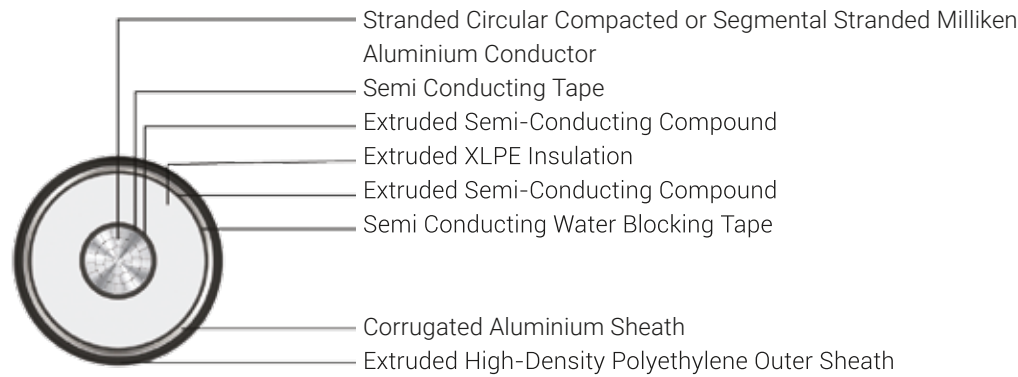 Stranded Circular Compacted or Segmental Stranded Milliken
Aluminium Conductor
Semi Conducting Tape
Extruded Semi-Conducting Compound
Extruded XLPE Insulation
Extruded Semi-Conducting Compound
Semi Conducting Water Blocking Tape
Corrugated Aluminium Sheath
Extruded High-Density Polyethylene Outer Sheath